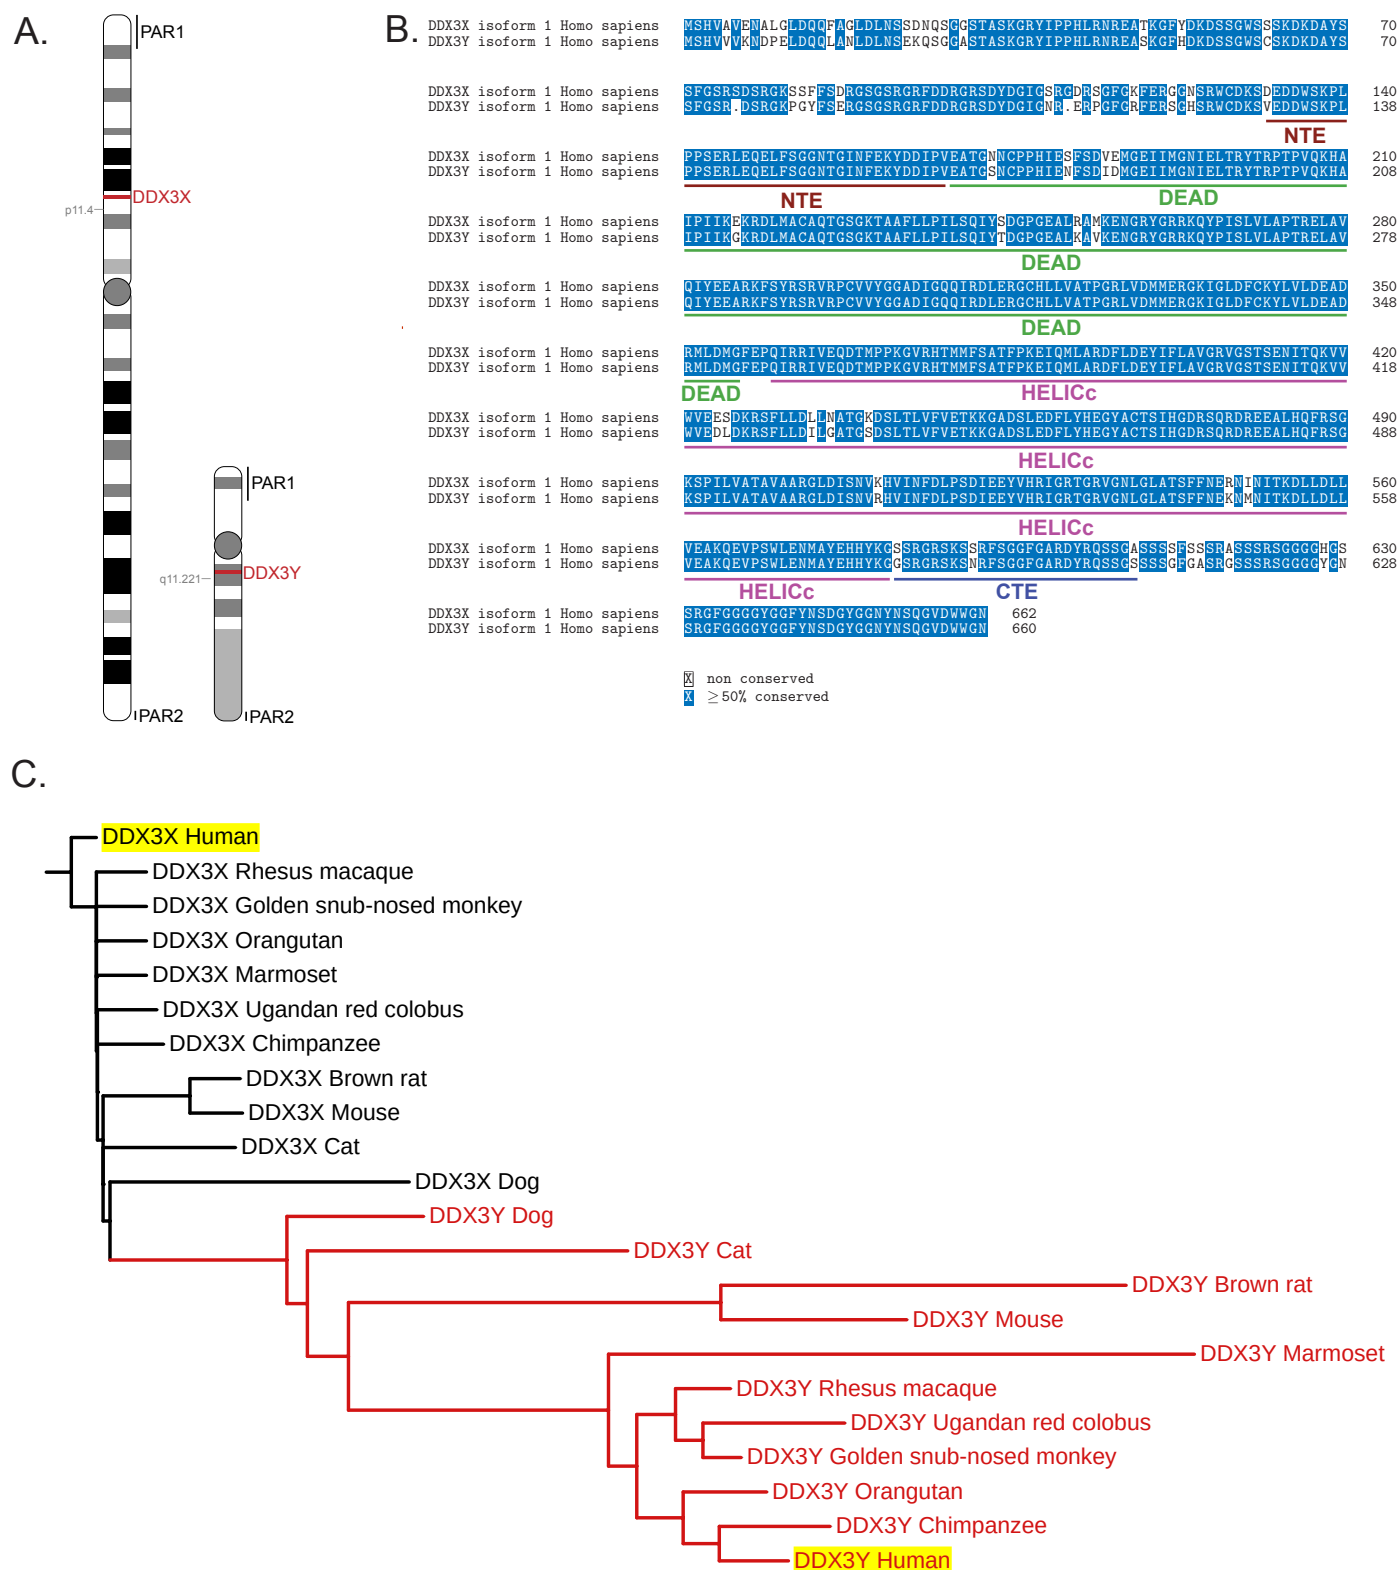 A.
PAR1
DDX3X
p11.4
PAR2
PAR1
DDX3Y
q11.221
PAR2
B.
DDX3X isoform 1 Homo sapiens MSHVAVENALGLDQQFAGLDLNSSDNQSGGSTASKGRYIPPHLRNREATKGFYDKDSSGWSSSKDKDAYS 70
DDX3Y isoform 1 Homo sapiens MSHVVVKNDPELDQQLANLDLNSEKQSGGASTASKGRYIPPHLRNREASKGFHDKDSSGWSCSKDKDAYS 70
DDX3X isoform 1 Homo sapiens SFGSRSDSRGKSSFFSDRGSGSRGRFDDRGRSDYDGIGSRGDRSGFGKFERGGNSRWCDKSDEDDWSKPL 140
DDX3Y isoform 1 Homo sapiens SFGSR.DSRGKPGYFSERGSGSRGRFDDRGRSDYDGIGNR.ERPGFGRFERSGHSRWCDKSVEDDWSKPL 138
NTE
DDX3X isoform 1 Homo sapiens PPSERLEQELFSGGNTGINFEKYDDIPVEATGNNCPPHIESFSDVEMGEIIMGNIELTRYTRPTPVQKHA 210
DDX3Y isoform 1 Homo sapiens PPSERLEQELFSGGNTGINFEKYDDIPVEATGSNCPPHIENFSDIDMGEIIMGNIELTRYTRPTPVQKHA 208
NTE DEAD
DDX3X isoform 1 Homo sapiens IPIIKEKRDLMACAQTGSGKTAAFLLPILSQIYSDGPGEALRAMKENGRYGRRKQYPISLVLAPTRELAV 280
DDX3Y isoform 1 Homo sapiens IPIIKGKRDLMACAQTGSGKTAAFLLPILSQIYTDGPGEALKAVKENGRYGRRKQYPISLVLAPTRELAV 278
DEAD
DDX3X isoform 1 Homo sapiens QIYEEARKFSYRSRVRPCVVYGGADIGQQIRDLERGCHLLVATPGRLVDMMERGKIGLDFCKYLVLDEAD 350
DDX3Y isoform 1 Homo sapiens QIYEEARKFSYRSRVRPCVVYGGADIGQQIRDLERGCHLLVATPGRLVDMMERGKIGLDFCKYLVLDEAD 348
DEAD
DDX3X isoform 1 Homo sapiens RMLDMGFEPQIRRIVEQDTMPPKGVRHTMMFSATFPKEIQMLARDFLDEYIFLAVGRVGSTSENITQKVV 420
DDX3Y isoform 1 Homo sapiens RMLDMGFEPQIRRIVEQDTMPPKGVRHTMMFSATFPKEIQMLARDFLDEYIFLAVGRVGSTSENITQKVV 418
DEAD HELICc
DDX3X isoform 1 Homo sapiens WVEESDKRSFLLDLLNATGKDSLTLVFVETKKGADSLEDFLYHEGYACTSIHGDRSQRDREEALHQFRSG 490
DDX3Y isoform 1 Homo sapiens WVEDLDKRSFLLDILGATGSDSLTLVFVETKKGADSLEDFLYHEGYACTSIHGDRSQRDREEALHQFRSG 488
HELICc
DDX3X isoform 1 Homo sapiens KSPILVATAVAARGLDISNVKHVINFDLPSDIEEYVHRIGRTGRVGNLGLATSFFNERNINITKDLLDLL 560
DDX3Y isoform 1 Homo sapiens KSPILVATAVAARGLDISNVRHVINFDLPSDIEEYVHRIGRTGRVGNLGLATSFFNEKNMNITKDLLDLL 558
HELICc
DDX3X isoform 1 Homo sapiens VEAKQEVPSWLENMAYEHHYKGSSRGRSKSSRFSGGFGARDYRQSSGASSSSFSSSRASSSRSGGGGHGS 630
DDX3Y isoform 1 Homo sapiens VEAKQEVPSWLENMAYEHHYKGGSRGRSKSNRFSGGFGARDYRQSSGSSSSGFGASRGSSSRSGGGGYGN 628
HELICc CTE
DDX3X isoform 1 Homo sapiens SRGFGGGGYGGFYNSDGYGGNYNSQGVDWWGN 662
DDX3Y isoform 1 Homo sapiens SRGFGGGGYGGFYNSDGYGGNYNSQGVDWWGN 660
X non conserved
X ≥50% conserved
C.
DDX3X Human
DDX3X Rhesus macaque
DDX3X Golden snub-nosed monkey
DDX3X Orangutan
DDX3X Marmoset
DDX3X Ugandan red colobus
DDX3X Chimpanzee
DDX3X Brown rat
DDX3X Mouse
DDX3X Cat
DDX3X Dog
DDX3Y Dog
DDX3Y Cat
DDX3Y Brown rat
DDX3Y Mouse
DDX3Y Marmoset
DDX3Y Rhesus macaque
DDX3Y Ugandan red colobus
DDX3Y Golden snub-nosed monkey
DDX3Y Orangutan
DDX3Y Chimpanzee
DDX3Y Human